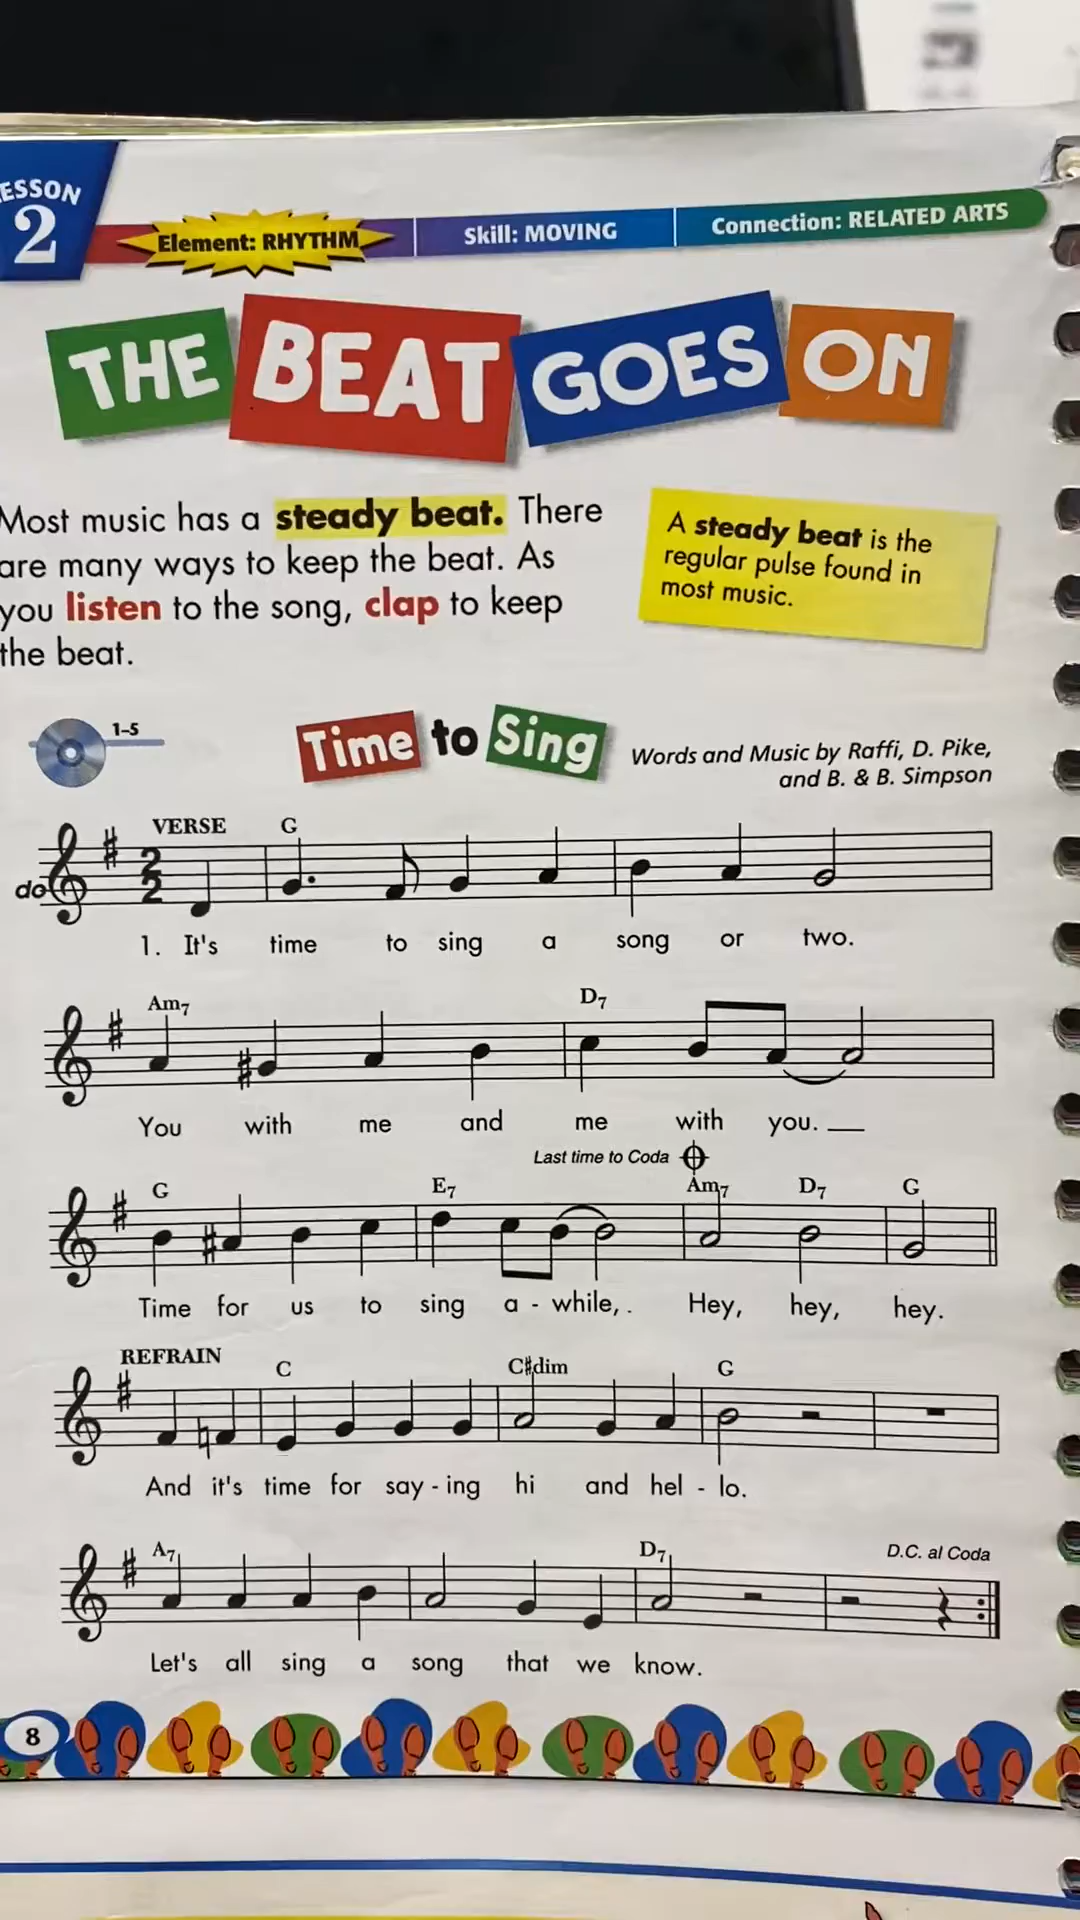 ESSON
2
Element: RHYTHM
Skill: MOVING
Connection: RELATED ARTS
THE BEAT GOES ON
Most music has a steady beat. There
are many ways to keep the beat. As
you listen to the song, clap to keep
the beat.
A steady beat is the
regular pulse found in
most music.
1–5
Time to Sing
Words and Music by Raffi, D. Pike,
and B. & B. Simpson
VERSE G
do
2
2
1. It's time to sing a song or two.
Am7 D7
You with me and me with you.
Last time to Coda
G E7 Am7 D7 G
Time for us to sing a - while, . Hey, hey, hey.
REFRAIN C C♯dim G
And it's time for say - ing hi and hel - lo.
A7 D7 D.C. al Coda
Let's all sing a song that we know.
8